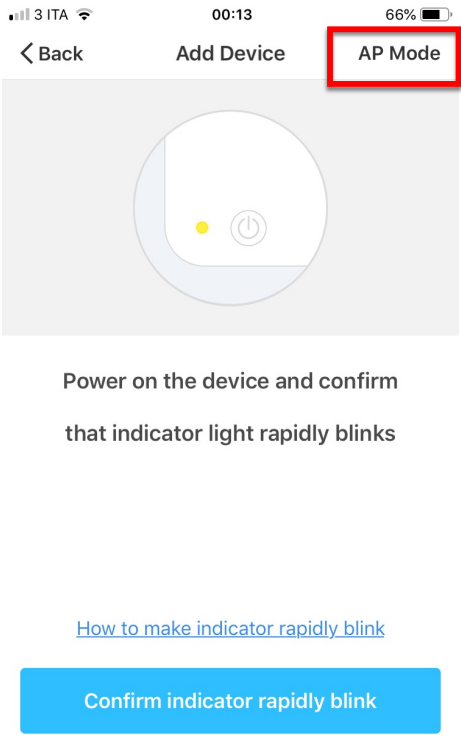 3 ITA 00:13 66%
Back Add Device AP Mode
Power on the device and confirm
that indicator light rapidly blinks
How to make indicator rapidly blink
Confirm indicator rapidly blink